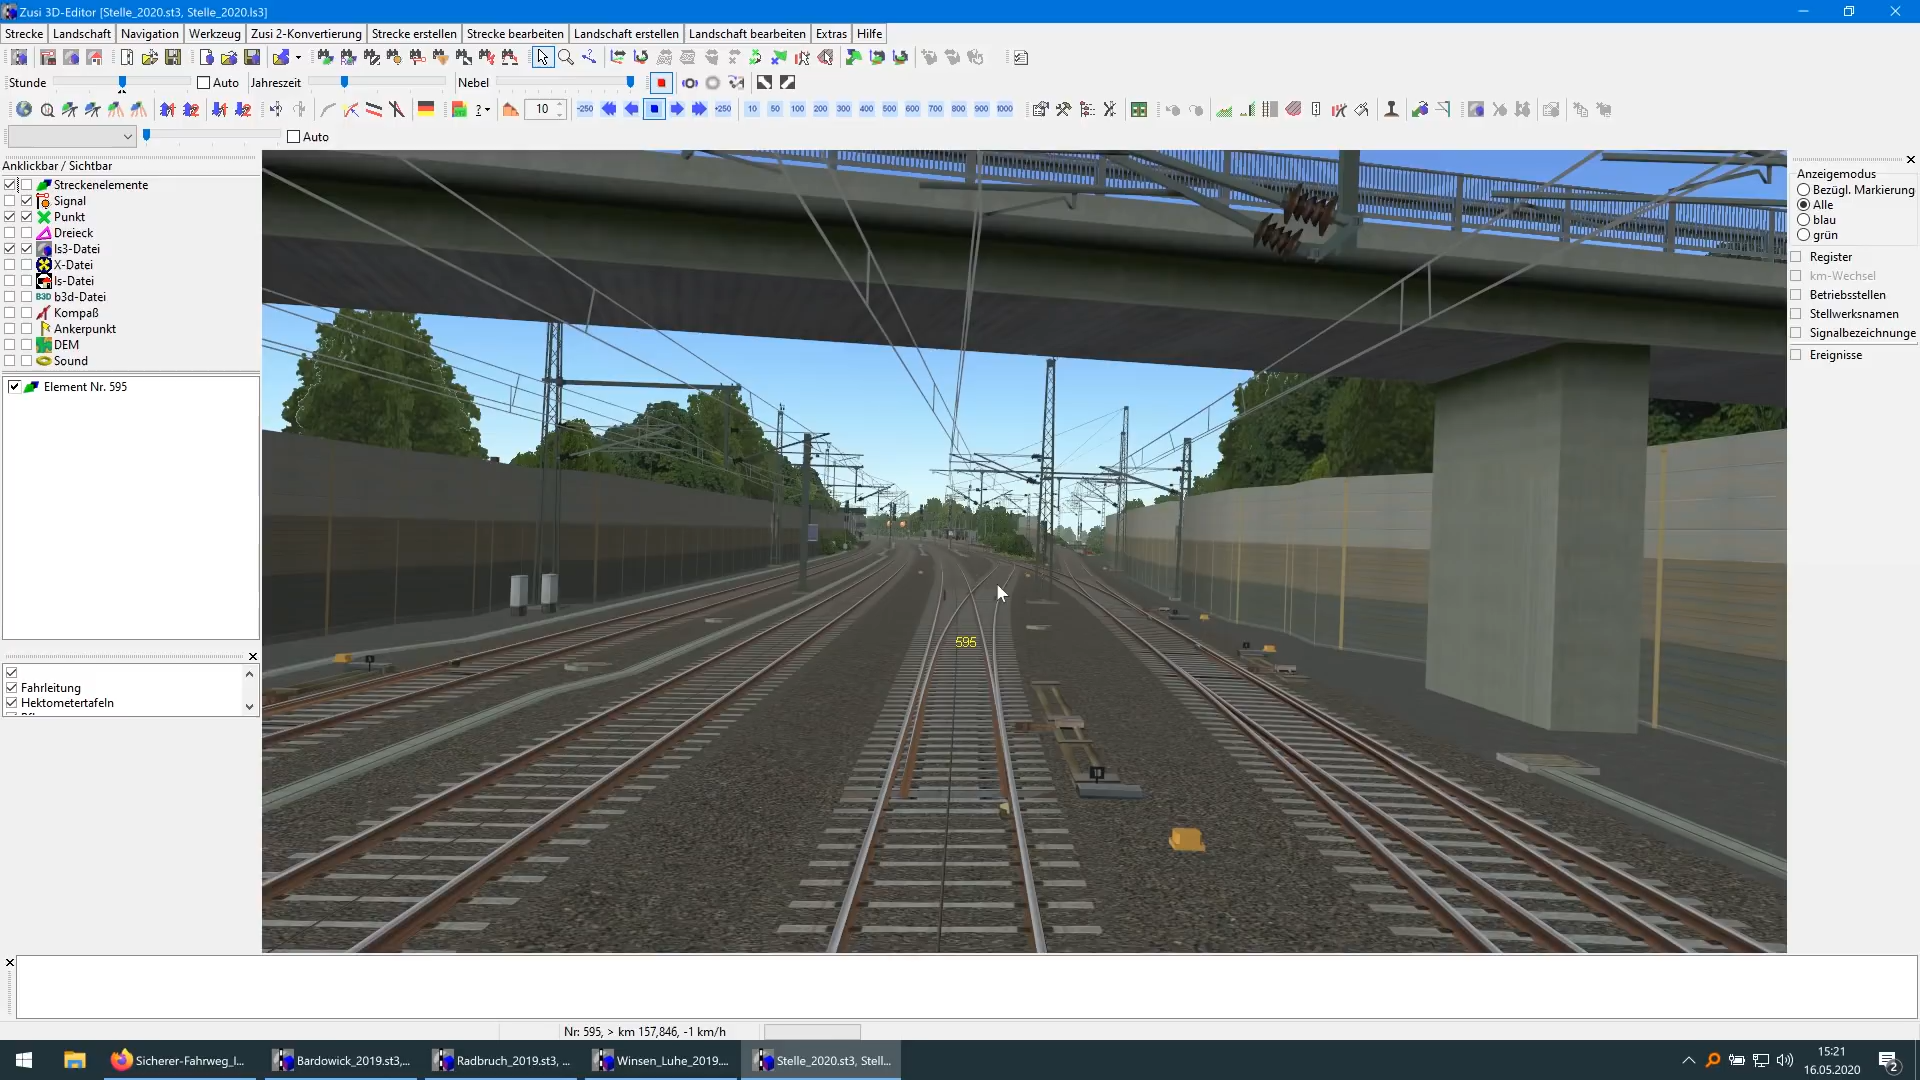 Zusi 3D-Editor [Stelle_2020.st3, Stelle_2020.ls3]
Strecke Landschaft Navigation Werkzeug Zusi 2-Konvertierung Strecke erstellen Strecke bearbeiten Landschaft erstellen Landschaft bearbeiten Extras Hilfe
Stunde Auto Jahreszeit Nebel
10 -250 +250 10 50 100 200 300 400 500 600 700 800 900 1000
Auto
Anklickbar / Sichtbar
Streckenelemente
Signal
Punkt
Dreieck
ls3-Datei
X-Datei
ls-Datei
B3D b3d-Datei
Kompaß
Ankerpunkt
DEM
Sound
Element Nr. 595
Fahrleitung
Hektometertafeln
595
Anzeigemodus
Bezügl. Markierung
Alle
blau
grün
Register
km-Wechsel
Betriebsstellen
Stellwerksnamen
Signalbezeichnunge
Ereignisse
Nr: 595, > km 157,846, -1 km/h
Sicherer-Fahrweg_I...
Bardowick_2019.st3,...
Radbruch_2019.st3, ...
Winsen_Luhe_2019....
Stelle_2020.st3, Stell...
15:21
16.05.2020
2